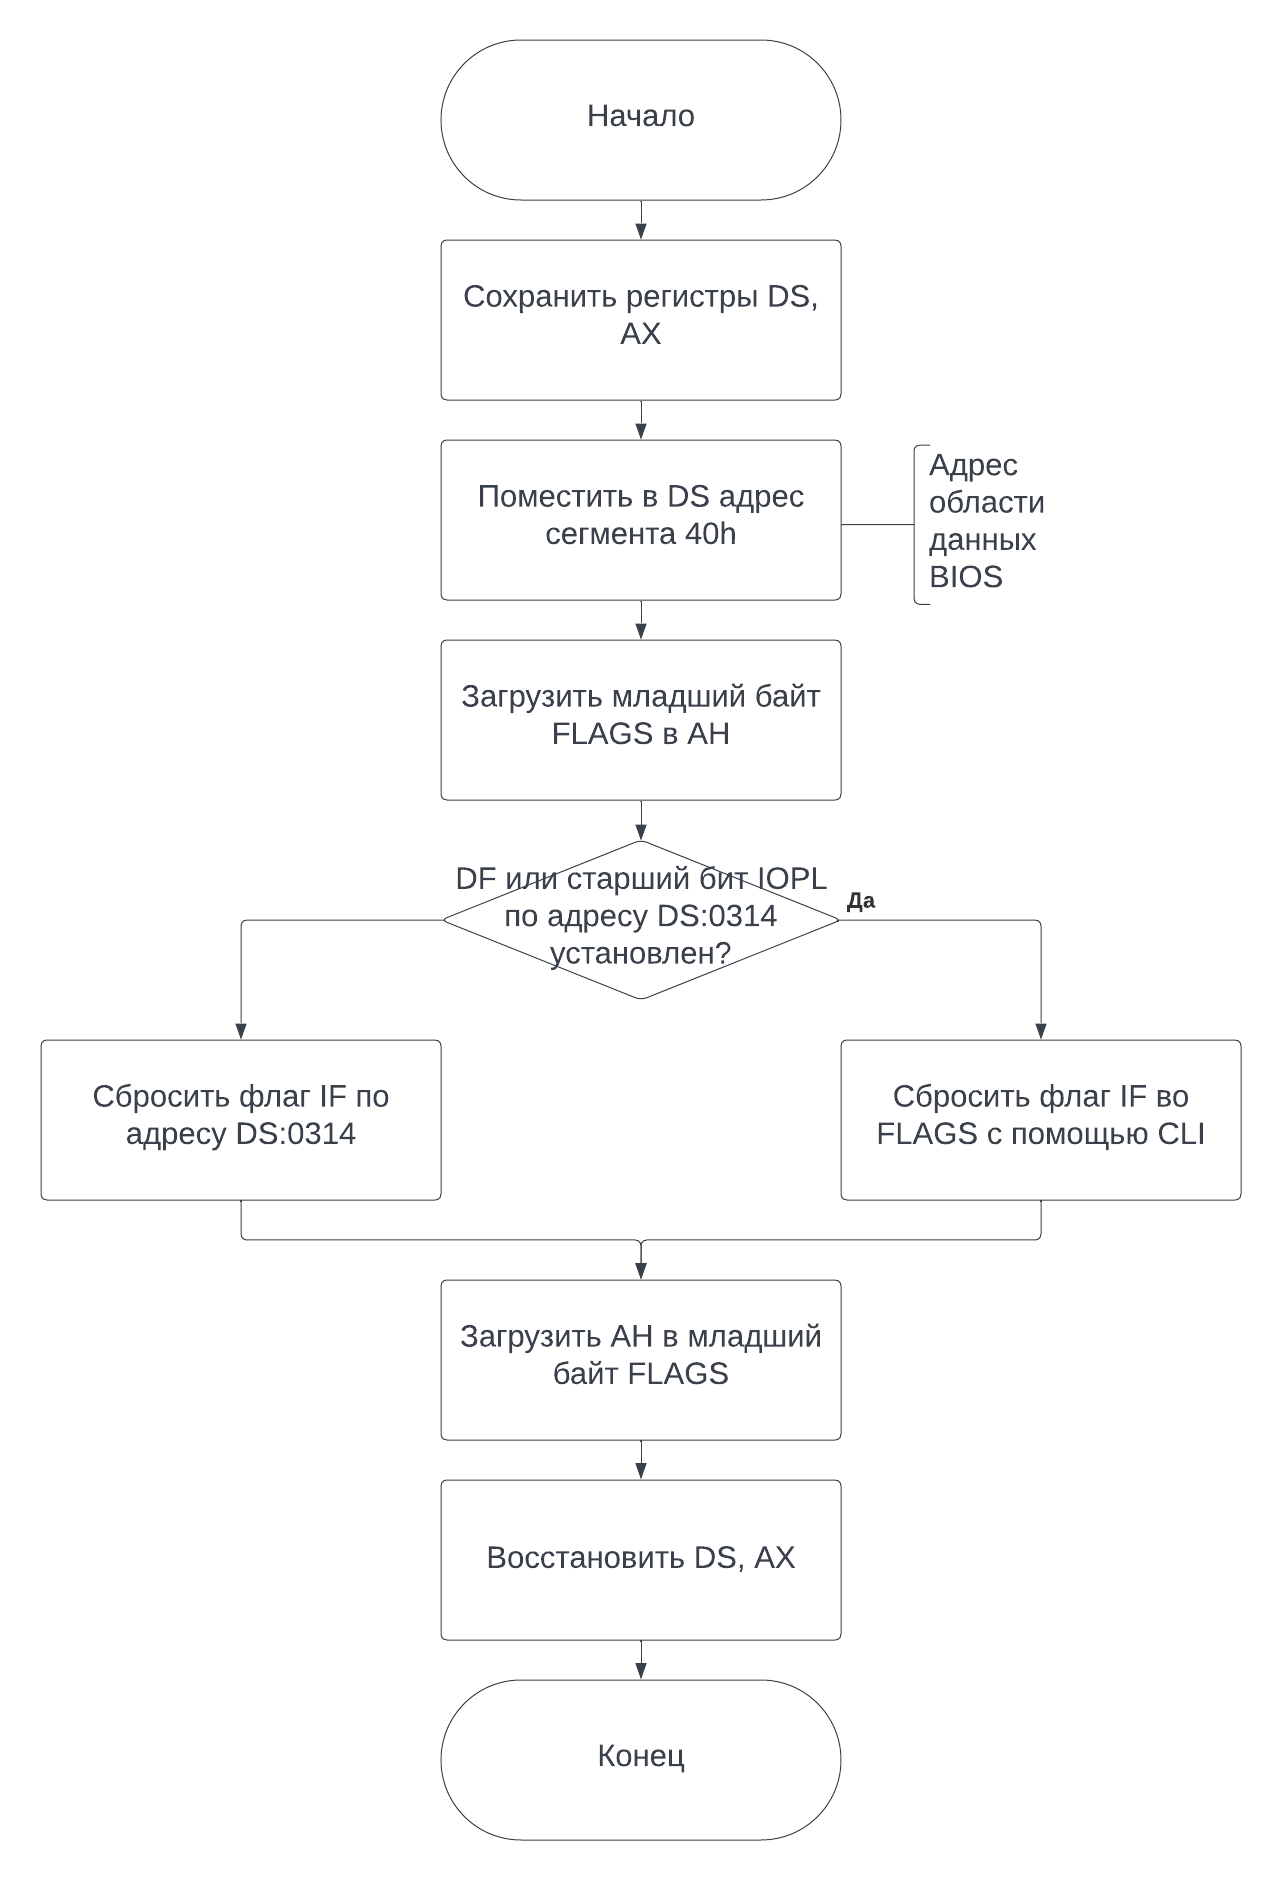 Начало
Сохранить регистры DS,
AX
Поместить в DS адрес
сегмента 40h
Адрес
области
данных
BIOS
Загрузить младший байт
FLAGS в AH
DF или старший бит IOPL
по адресу DS:0314
установлен?
Да
Сбросить флаг IF по
адресу DS:0314
Сбросить флаг IF во
FLAGS с помощью CLI
Загрузить AH в младший
байт FLAGS
Восстановить DS, AX
Конец